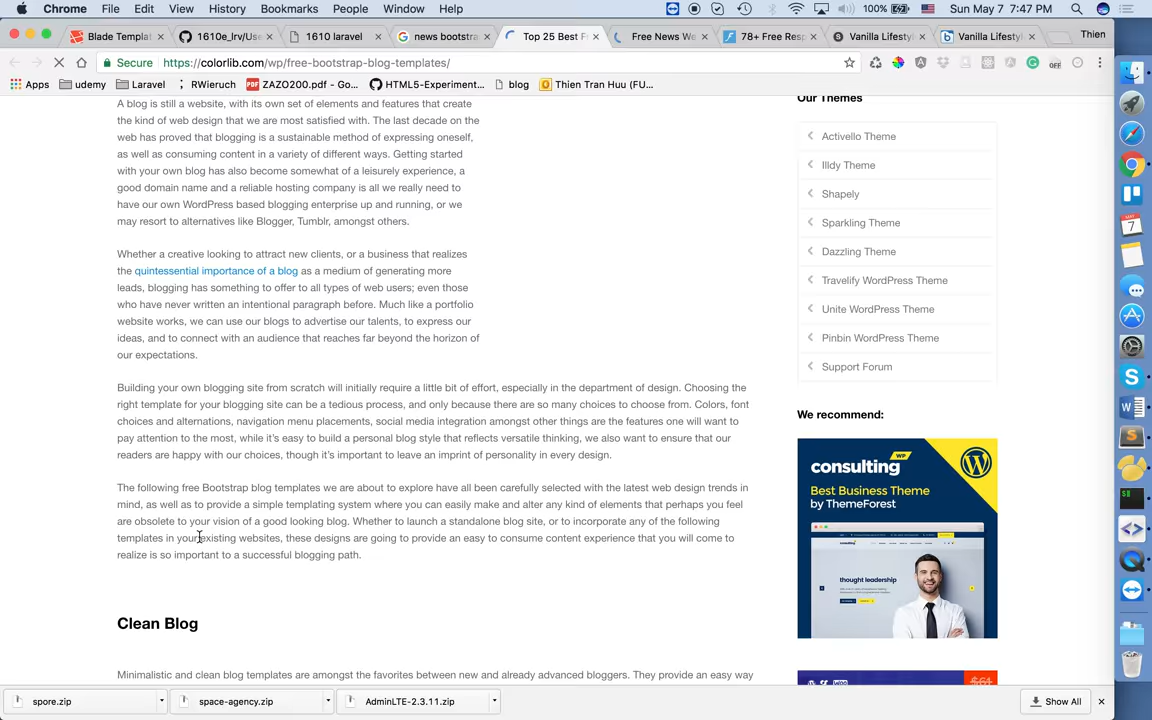 Chrome File Edit View History Bookmarks People Window Help 100% Sun May 7 7:47 PM
Blade Templat 1610e_lrv/Use 1610 laravel news bootstra Top 25 Best F Free News We 78+ Free Resp Vanilla Lifesty Vanilla Lifesty Thien
Secure https://colorlib.com/wp/free-bootstrap-blog-templates/
Apps udemy Laravel RWieruch ZAZO200.pdf - Go... HTML5-Experiment... blog Thien Tran Huu (FU...
A blog is still a website, with its own set of elements and features that create
the kind of web design that we are most satisfied with. The last decade on the
web has proved that blogging is a sustainable method of expressing oneself,
as well as consuming content in a variety of different ways. Getting started
with your own blog has also become somewhat of a leisurely experience, a
good domain name and a reliable hosting company is all we really need to
have our own WordPress based blogging enterprise up and running, or we
may resort to alternatives like Blogger, Tumblr, amongst others.
Whether a creative looking to attract new clients, or a business that realizes
the quintessential importance of a blog as a medium of generating more
leads, blogging has something to offer to all types of web users; even those
who have never written an intentional paragraph before. Much like a portfolio
website works, we can use our blogs to advertise our talents, to express our
ideas, and to connect with an audience that reaches far beyond the horizon of
our expectations.
Building your own blogging site from scratch will initially require a little bit of effort, especially in the department of design. Choosing the
right template for your blogging site can be a tedious process, and only because there are so many choices to choose from. Colors, font
choices and alternations, navigation menu placements, social media integration amongst other things are the features one will want to
pay attention to the most, while it's easy to build a personal blog style that reflects versatile thinking, we also want to ensure that our
readers are happy with our choices, though it's important to leave an imprint of personality in every design.
The following free Bootstrap blog templates we are about to explore have all been carefully selected with the latest web design trends in
mind, as well as to provide a simple templating system where you can easily make and alter any kind of elements that perhaps you feel
are obsolete to your vision of a good looking blog. Whether to launch a standalone blog site, or to incorporate any of the following
templates in your existing websites, these designs are going to provide an easy to consume content experience that you will come to
realize is so important to a successful blogging path.
Clean Blog
Minimalistic and clean blog templates are amongst the favorites between new and already advanced bloggers. They provide an easy way
Our Themes
Activello Theme
Illdy Theme
Shapely
Sparkling Theme
Dazzling Theme
Travelify WordPress Theme
Unite WordPress Theme
Pinbin WordPress Theme
Support Forum
We recommend:
consulting WP
Best Business Theme
by ThemeForest
thought leadership
$61
spore.zip space-agency.zip AdminLTE-2.3.11.zip Show All